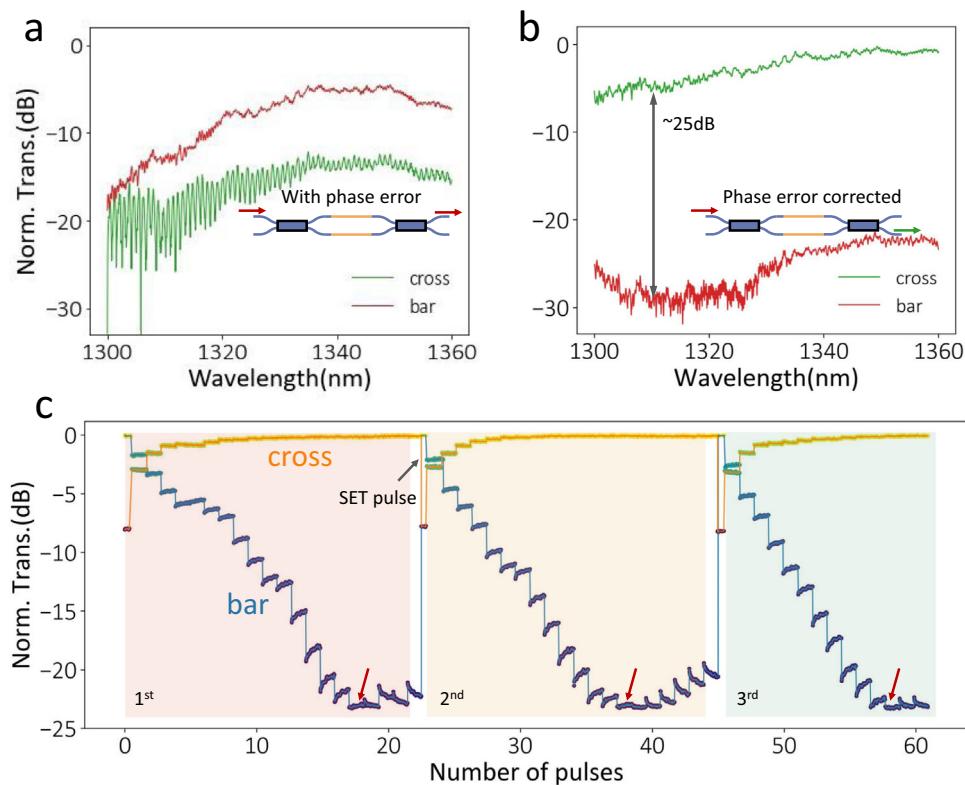 a
Norm. Trans.(dB)
0
−10
−20
−30
With phase error
cross
bar
1300
1320
1340
1360
Wavelength(nm)
b
0
−10
−20
−30
~25dB
Phase error corrected
cross
bar
1300
1320
1340
1360
Wavelength(nm)
c
Norm. Trans.(dB)
0
−5
−10
−15
−20
−25
cross
SET pulse
bar
1st
2nd
3rd
0
10
20
30
40
50
60
Number of pulses